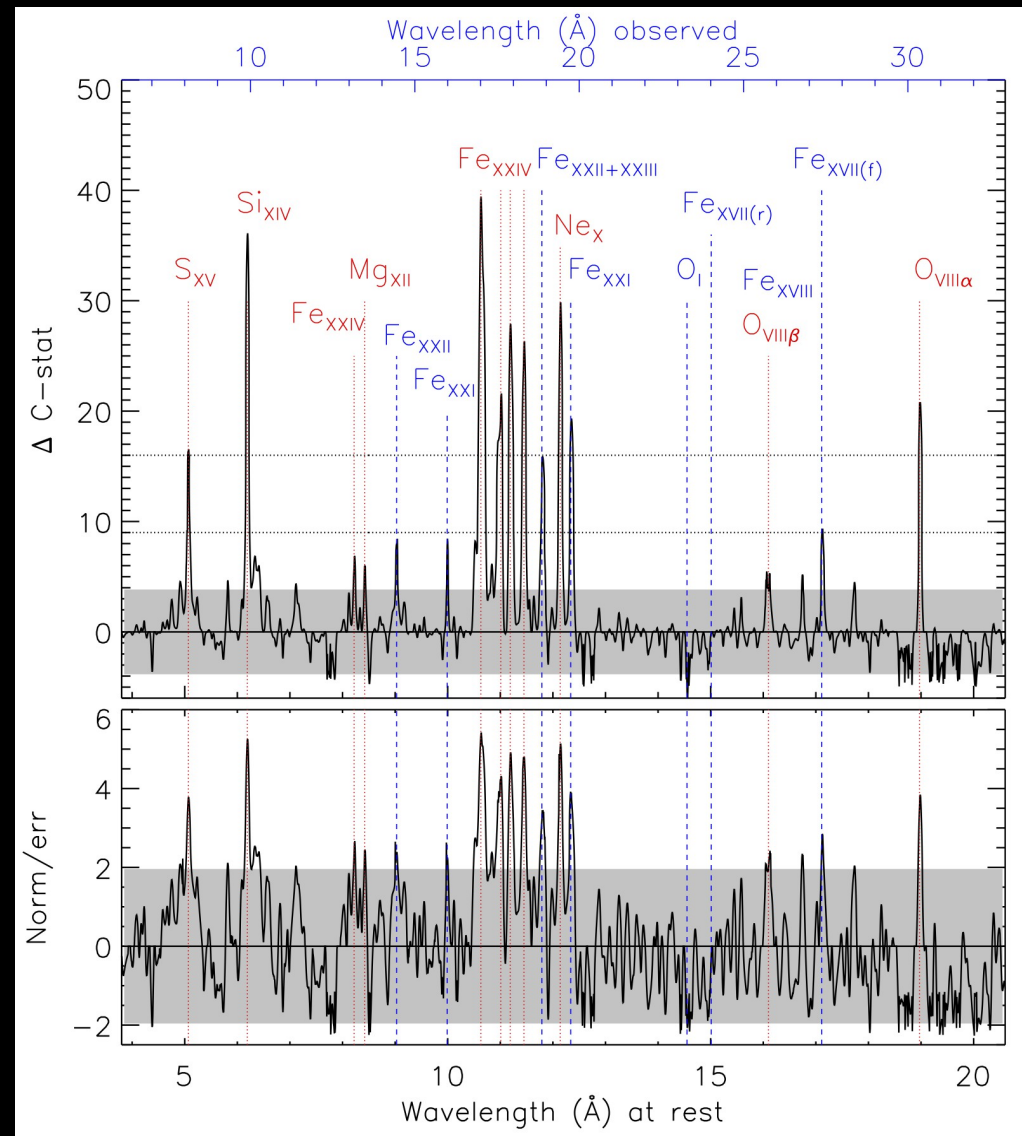 Wavelength (Å) observed
10 15 20 25 30
50
40
30
20
10
0
Δ C−stat
Fe XXIV Fe XXII+XXIII Fe XVII(f)
Si XIV Fe XVII(r)
Ne X
S XV Mg XII Fe XXI O I Fe XVIII O VIIIα
Fe XXIV Fe XXII O VIIIβ
Fe XXI
6
4
2
0
−2
Norm/err
5 10 15 20
Wavelength (Å) at rest